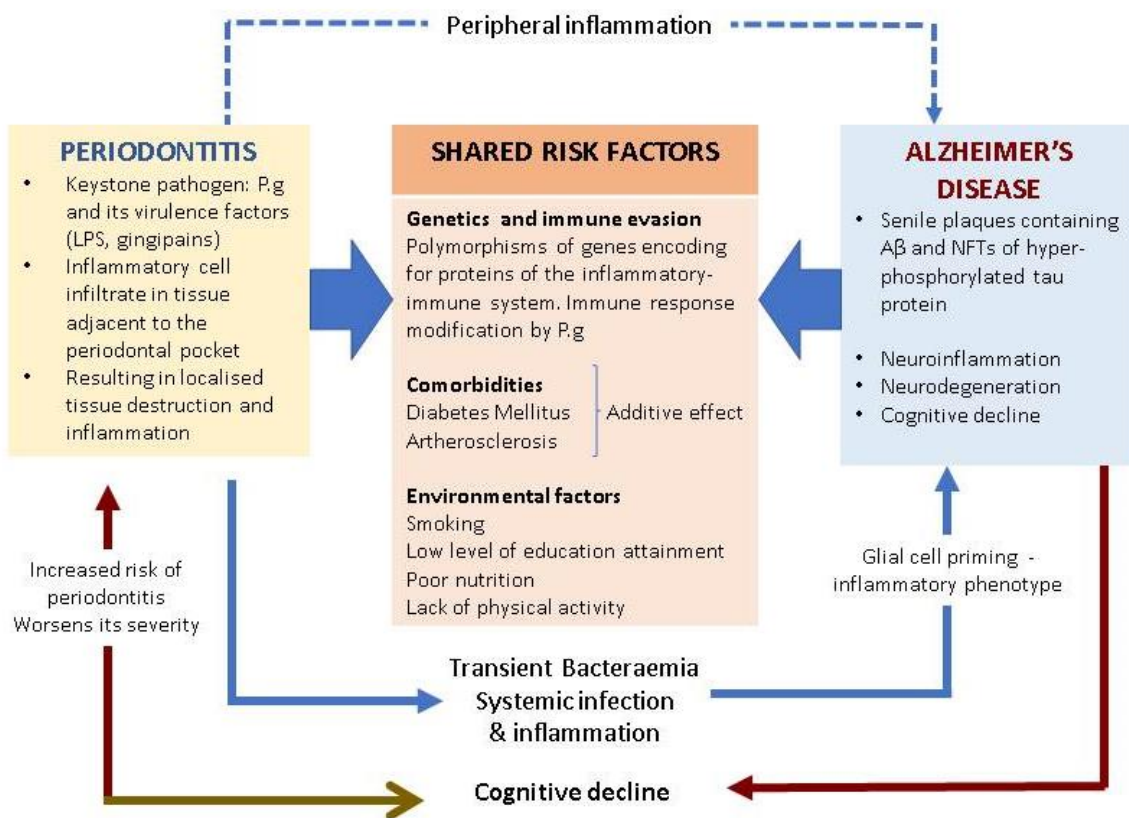 Peripheral inflammation
PERIODONTITIS
• Keystone pathogen: P.g
and its virulence factors
(LPS, gingipains)
• Inflammatory cell
infiltrate in tissue
adjacent to the
periodontal pocket
• Resulting in localised
tissue destruction and
inflammation
SHARED RISK FACTORS
Genetics and immune evasion
Polymorphisms of genes encoding
for proteins of the inflammatory-
immune system. Immune response
modification by P.g
Comorbidities
Diabetes Mellitus
Artherosclerosis
Additive effect
Environmental factors
Smoking
Low level of education attainment
Poor nutrition
Lack of physical activity
ALZHEIMER'S
DISEASE
• Senile plaques containing
Aβ and NFTs of hyper-
phosphorylated tau
protein
• Neuroinflammation
• Neurodegeneration
• Cognitive decline
Increased risk of
periodontitis
Worsens its severity
Glial cell priming -
inflammatory phenotype
Transient Bacteraemia
Systemic infection
& inflammation
Cognitive decline